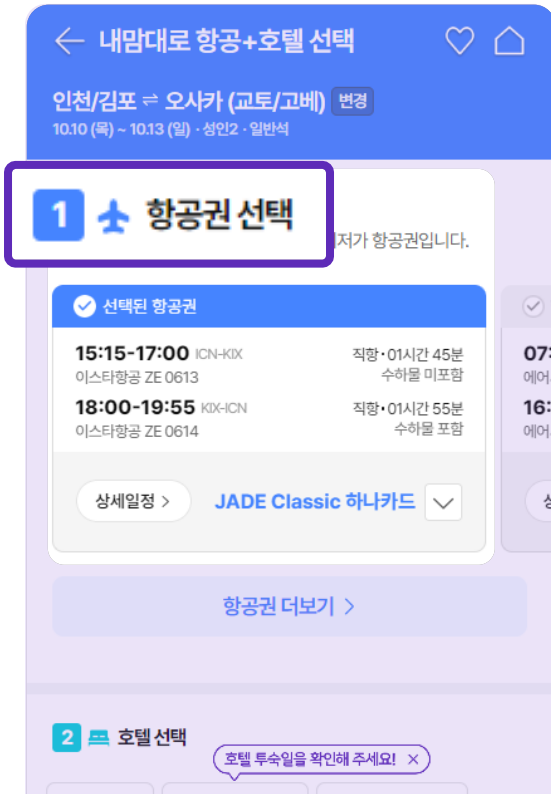 내맘대로 항공+호텔 선택
인천/김포 ⇌ 오사카 (교토/고베) 변경
10.10 (목) ~ 10.13 (일) · 성인2 · 일반석
1 항공권 선택
저가 항공권입니다.
선택된 항공권
15:15-17:00 ICN-KIX 직항•01시간 45분
이스타항공 ZE 0613 수하물 미포함
18:00-19:55 KIX-ICN 직항•01시간 55분
이스타항공 ZE 0614 수하물 포함
상세일정 > JADE Classic 하나카드
07:
에어
16:
에어
항공권 더보기 >
2 호텔 선택
호텔 투숙일을 확인해 주세요! ×